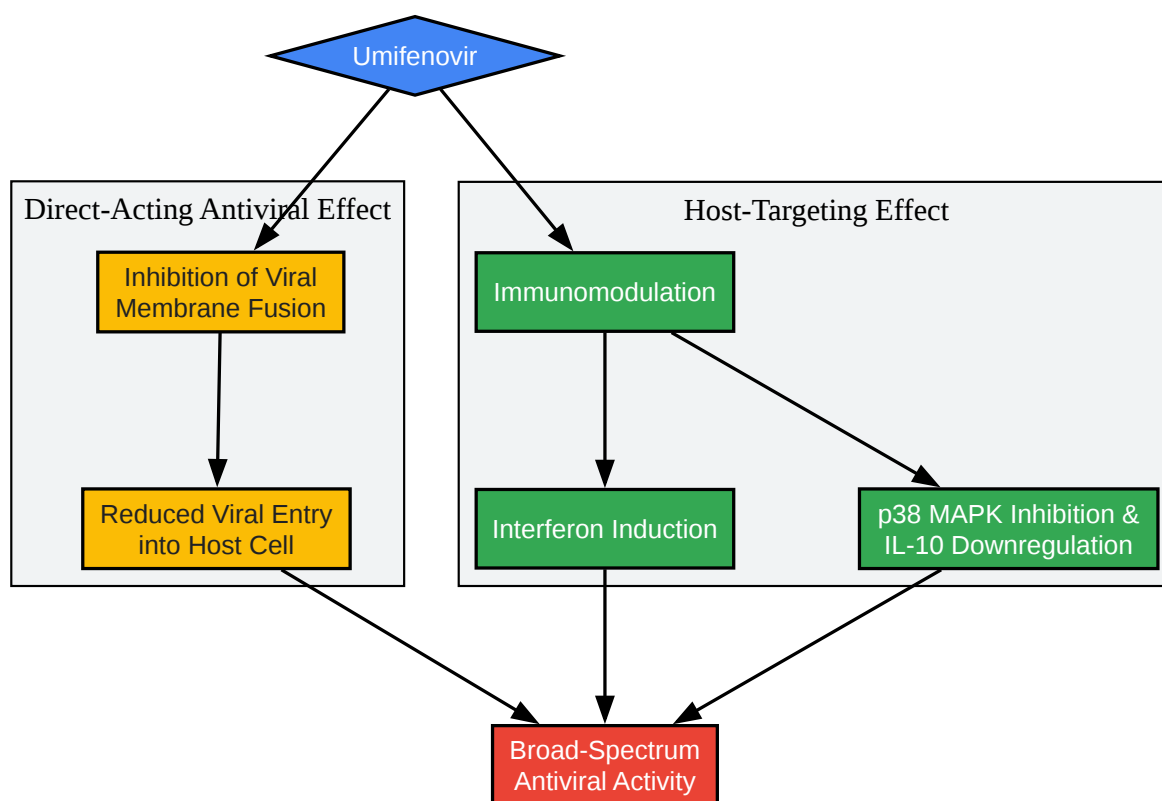 Umifenovir
Direct-Acting Antiviral Effect
Inhibition of Viral
Membrane Fusion
Reduced Viral Entry
into Host Cell
Host-Targeting Effect
Immunomodulation
Interferon Induction
p38 MAPK Inhibition &
IL-10 Downregulation
Broad-Spectrum
Antiviral Activity